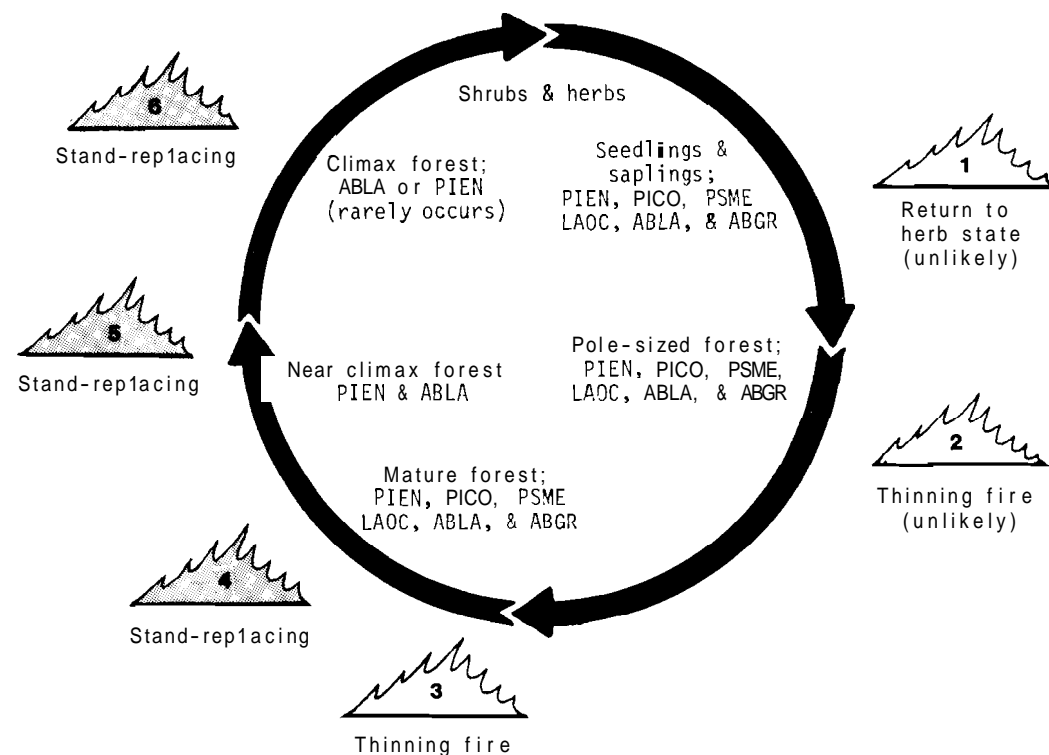 Shrubs & herbs
Seedlings &
saplings;
PIEN, PICO, PSME
LAOC, ABLA, & ABGR
1
Return to
herb state
(unlikely)
Pole-sized forest;
PIEN, PICO, PSME,
LAOC, ABLA, & ABGR
2
Thinning fire
(unlikely)
Mature forest;
PIEN, PICO, PSME
LAOC, ABLA, & ABGR
3
Thinning fire
4
Stand-rep1acing
Near climax forest
PIEN & ABLA
5
Stand-rep1acing
Climax forest;
ABLA or PIEN
(rarely occurs)
6
Stand-rep1acing